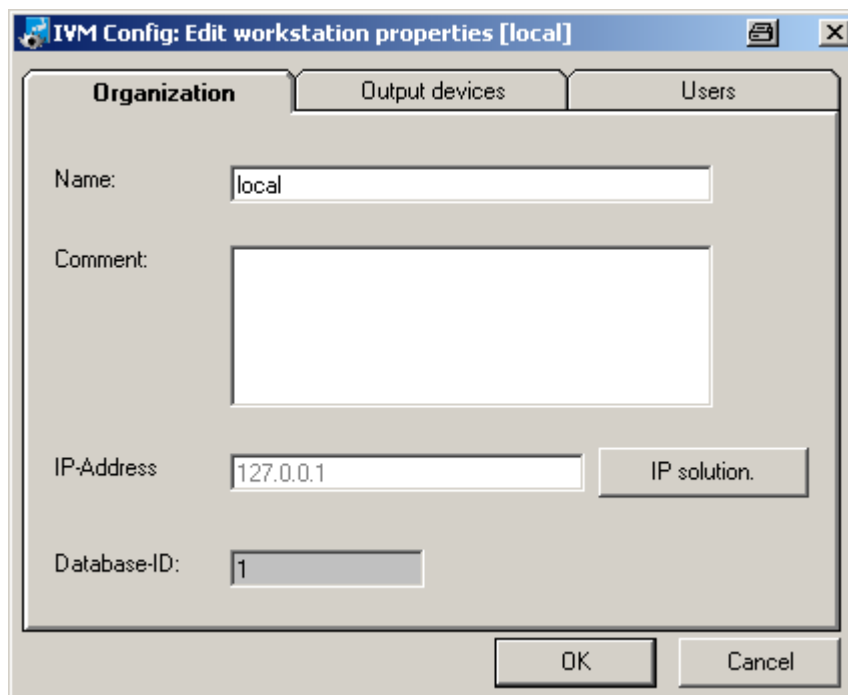 IVM Config: Edit workstation properties [local]
Organization
Output devices
Users
Name:
local
Comment:
IP-Address
127.0.0.1
IP solution.
Database-ID:
1
OK
Cancel